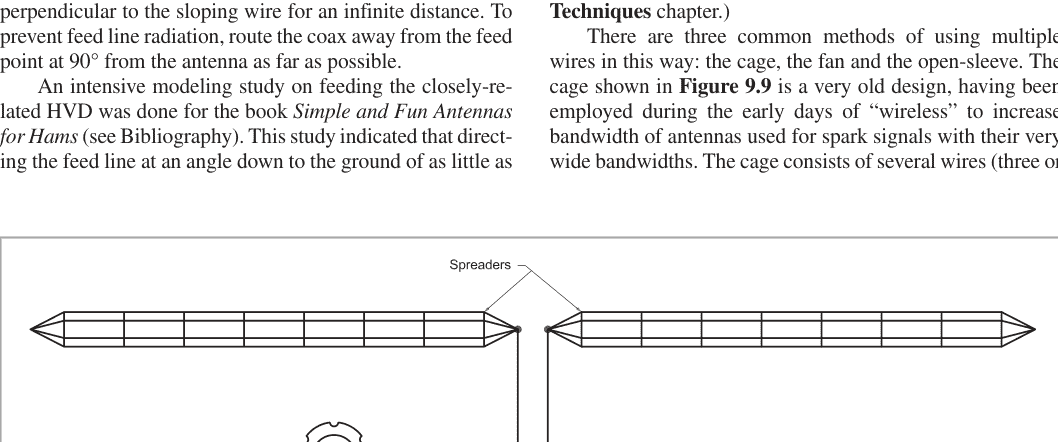 perpendicular to the sloping wire for an infinite distance. To
prevent feed line radiation, route the coax away from the feed
point at 90° from the antenna as far as possible.
An intensive modeling study on feeding the closely-re-
lated HVD was done for the book Simple and Fun Antennas
for Hams (see Bibliography). This study indicated that direct-
ing the feed line at an angle down to the ground of as little as
Techniques chapter.)
There are three common methods of using multiple
wires in this way: the cage, the fan and the open-sleeve. The
cage shown in Figure 9.9 is a very old design, having been
employed during the early days of “wireless” to increase
bandwidth of antennas used for spark signals with their very
wide bandwidths. The cage consists of several wires (three or
Spreaders